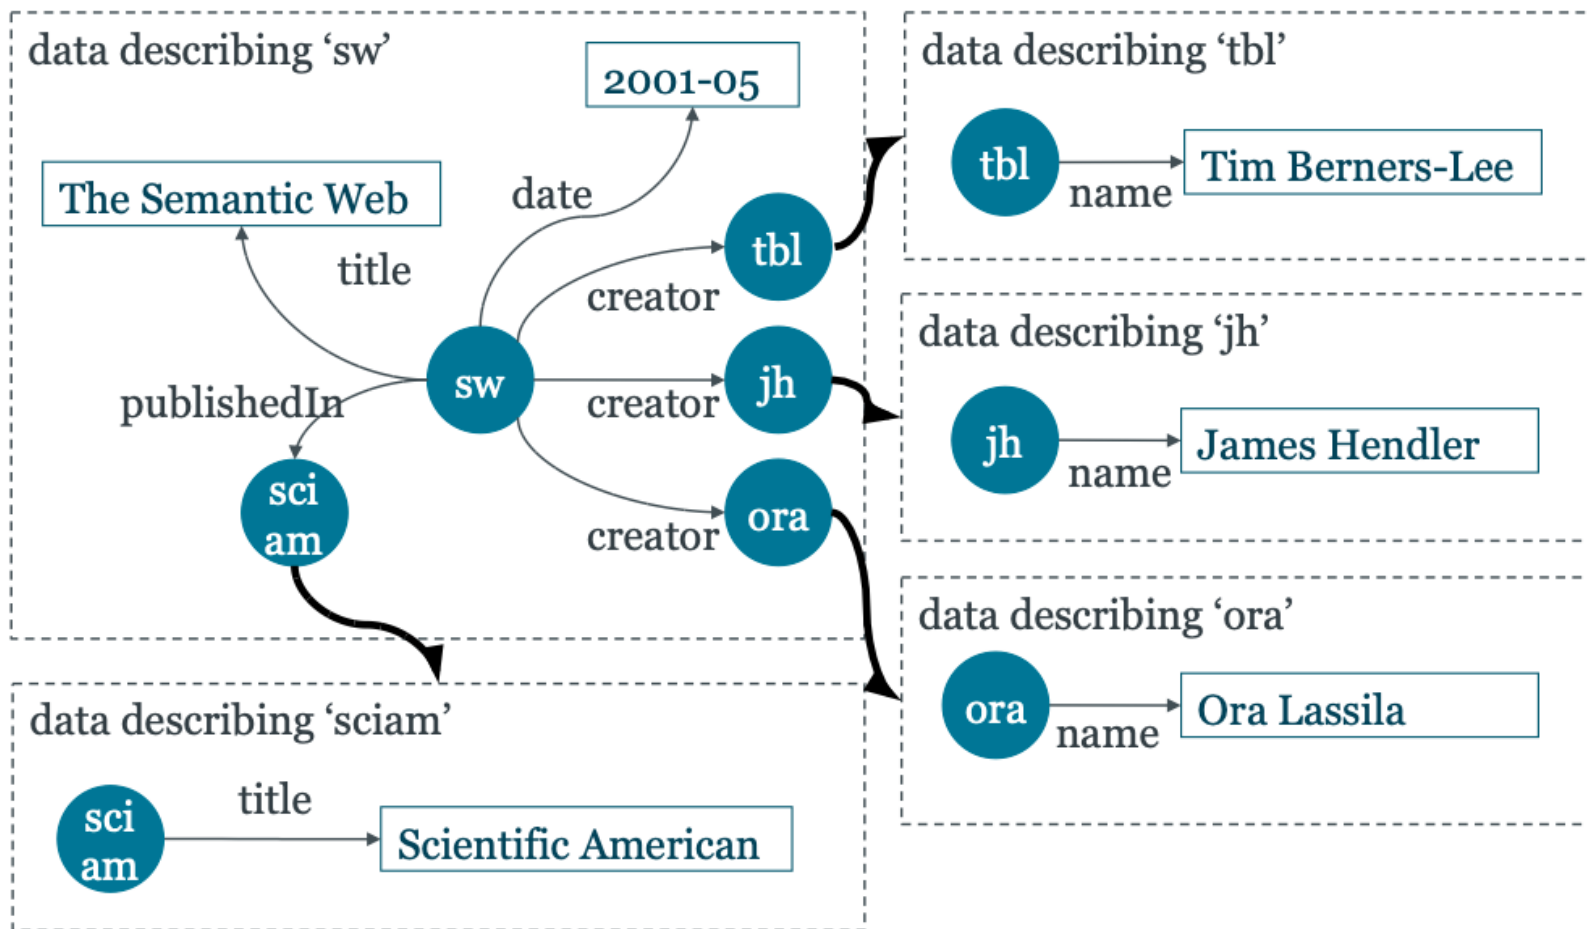 data describing ‘sw’
2001-05
The Semantic Web
date
title
tbl
creator
sw
jh
publishedIn
creator
sci
am
ora
creator
data describing ‘tbl’
tbl
name
Tim Berners-Lee
data describing ‘jh’
jh
name
James Hendler
data describing ‘ora’
ora
name
Ora Lassila
data describing ‘sciam’
sci
am
title
Scientific American